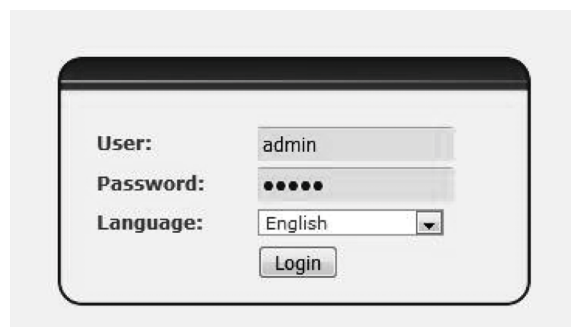 User: admin
Password: ●●●●●
Language: English
Login